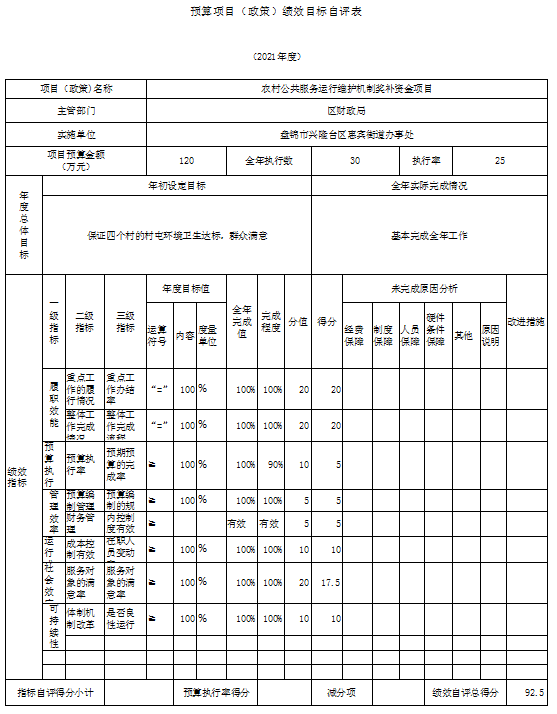 预算项目（政策）绩效目标自评表
（2021年度）
项目（政策）名称 农村公共服务运行维护机制奖补资金项目
主管部门 区财政局
实施单位 盘锦市兴隆台区惠宾街道办事处
项目预算金额（万元） 120 全年执行数 30 执行率 25
年度总体目标 年初设定目标 全年实际完成情况
保证四个村的村屯环境卫生达标，群众满意 基本完成全年工作
绩效指标 一级指标 二级指标 三级指标 年度目标值 全年完成值 完成程度 分值 得分 未完成原因分析 改进措施
运算符号 内容 度量单位 经费保障 制度保障 人员保障 硬件条件保障 其他 原因说明
履职效能 重点工作的履行情况 重点工作办结率 “=” 100 % 100% 100% 20 20
整体工作完成情况 整体工作完成流程 “=” 100 % 100% 100% 20 20
预算执行 预算执行率 预期预算的完成率 ≥ 100 % 100% 90% 10 5
管理效率 预算编制管理 预算编制的规 ≥ 100 % 100% 100% 5 5
财务管理 内控制度有效 ≥ 有效 有效 5 5
运行 成本控制有效 在职人员变动 ≥ 100 % 100% 100% 10 10
社会效 服务对象的满意率 服务对象的满意率 ≥ 100 % 100% 100% 20 17.5
可持续性 体制机制改革 是否良性运行 ≥ 100 % 100% 100% 10 10
指标自评得分小计 预算执行率得分 减分项 绩效自评总得分 92.5